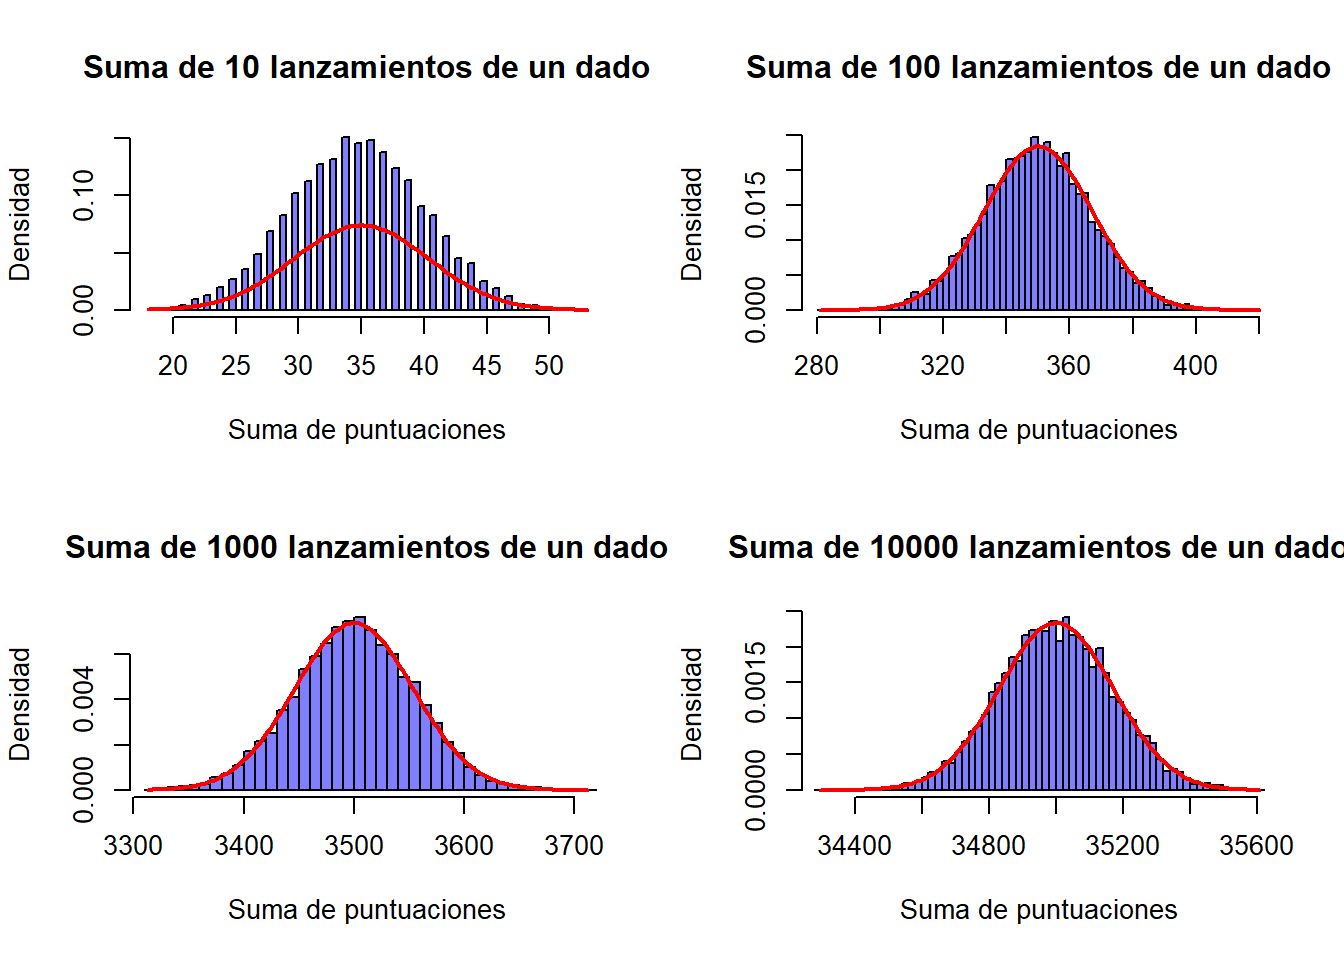 Suma de 10 lanzamientos de un dado
Densidad
0.00 0.10
20 25 30 35 40 45 50
Suma de puntuaciones
Suma de 100 lanzamientos de un dado
Densidad
0.000 0.015
280 320 360 400
Suma de puntuaciones
Suma de 1000 lanzamientos de un dado
Densidad
0.000 0.004
3300 3400 3500 3600 3700
Suma de puntuaciones
Suma de 10000 lanzamientos de un dado
Densidad
0.0000 0.0015
34400 34800 35200 35600
Suma de puntuaciones